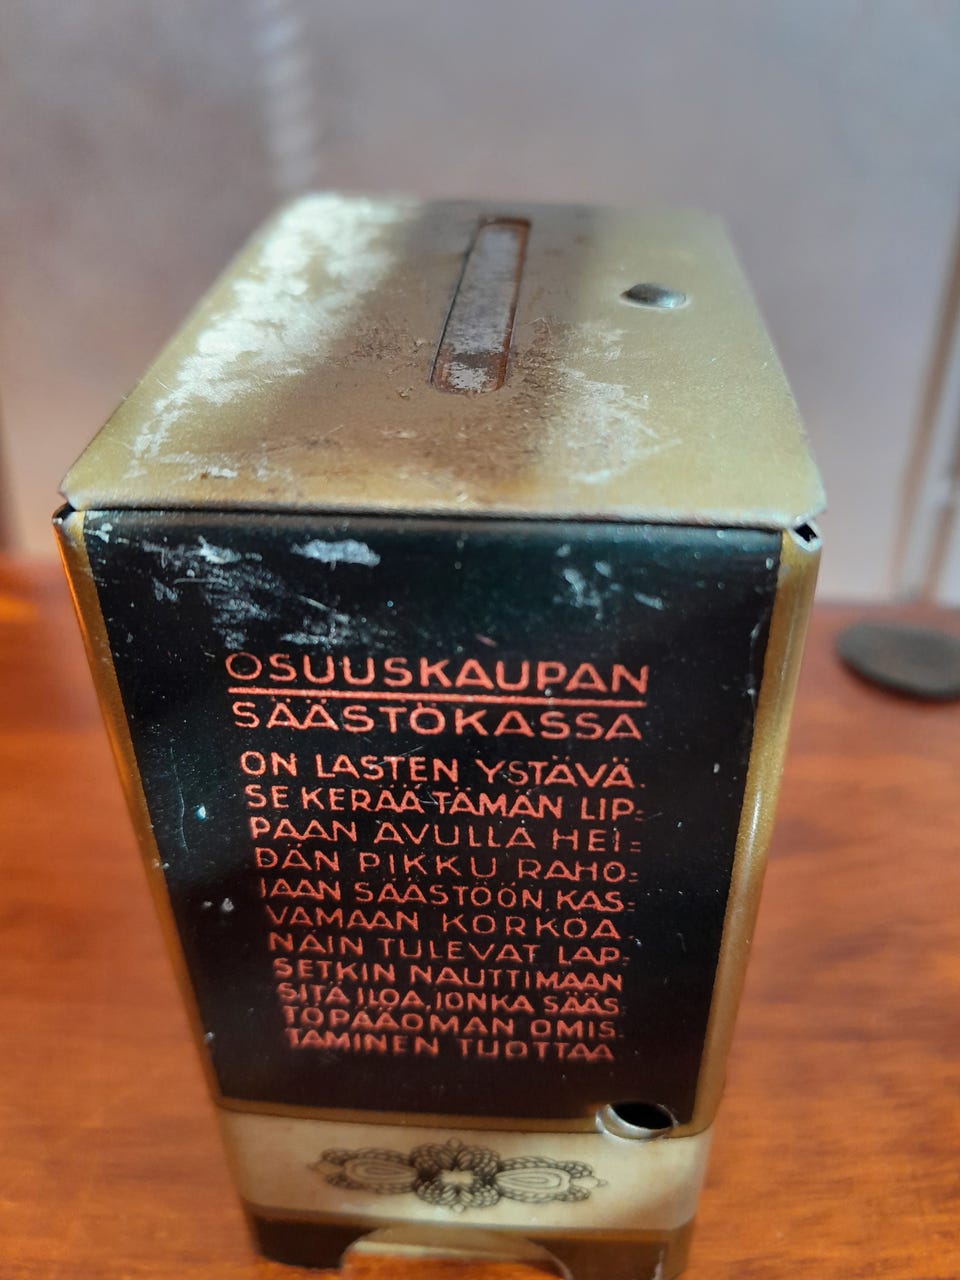 OSUUSKAUPAN
SÄÄSTÖKASSA
ON LASTEN YSTÄVÄ.
SE KERÄÄ TÄMÄN LIP=
PAAN AVULLA HEI=
DÄN PIKKU RAHO=
JAAN SÄÄSTÖÖN, KAS=
VAMAAN KORKOA.
NÄIN TULEVAT LAP=
SETKIN NAUTTIMAAN
SITÄ ILOA, JONKA SÄÄS=
TÖPÄÄOMAN OMIS=
TAMINEN TUOTTAA